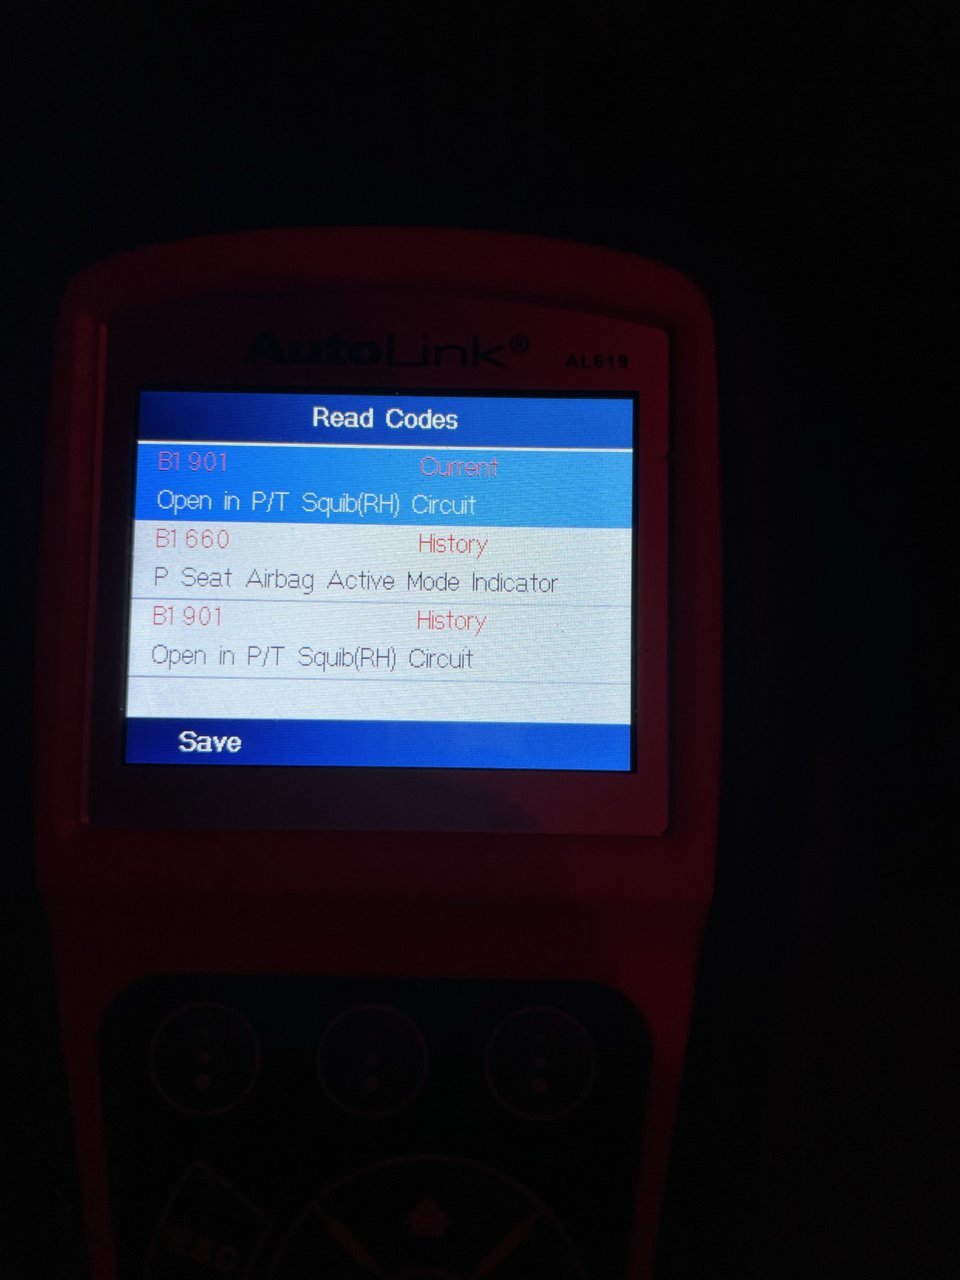 AutoLink®
AL619
Read Codes
B1901 Current
Open in P/T Squib(RH) Circuit
B1660 History
P Seat Airbag Active Mode Indicator
B1901 History
Open in P/T Squib(RH) Circuit
Save
ESC